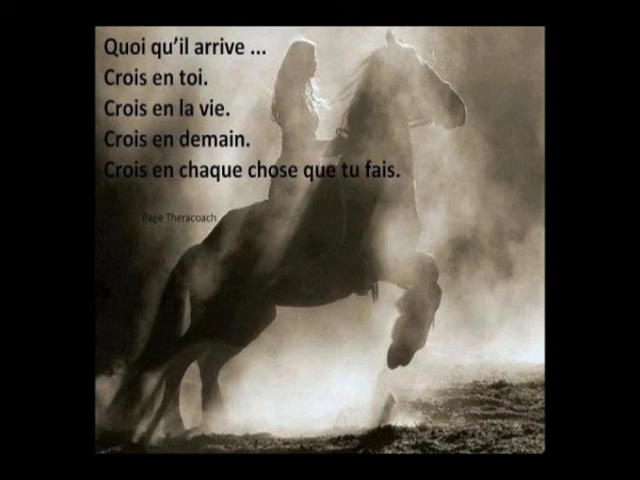 Quoi qu'il arrive ...
Crois en toi.
Crois en la vie.
Crois en demain.
Crois en chaque chose que tu fais.
Page Theracoach